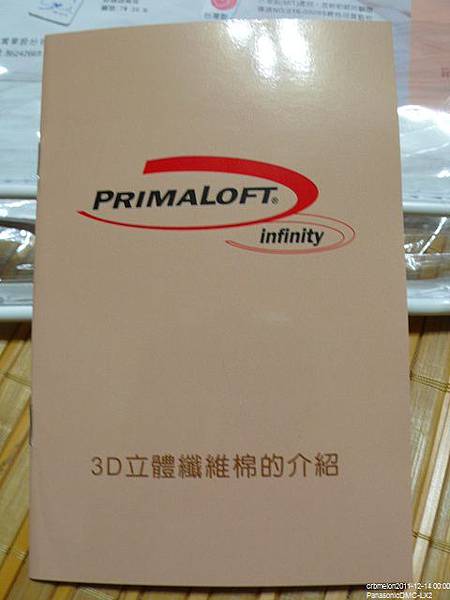 PRIMALOFT®
infinity
3D立體纖維棉的介紹
crbmelon2011-12-14 00:00
PanasonicDMC-LX2